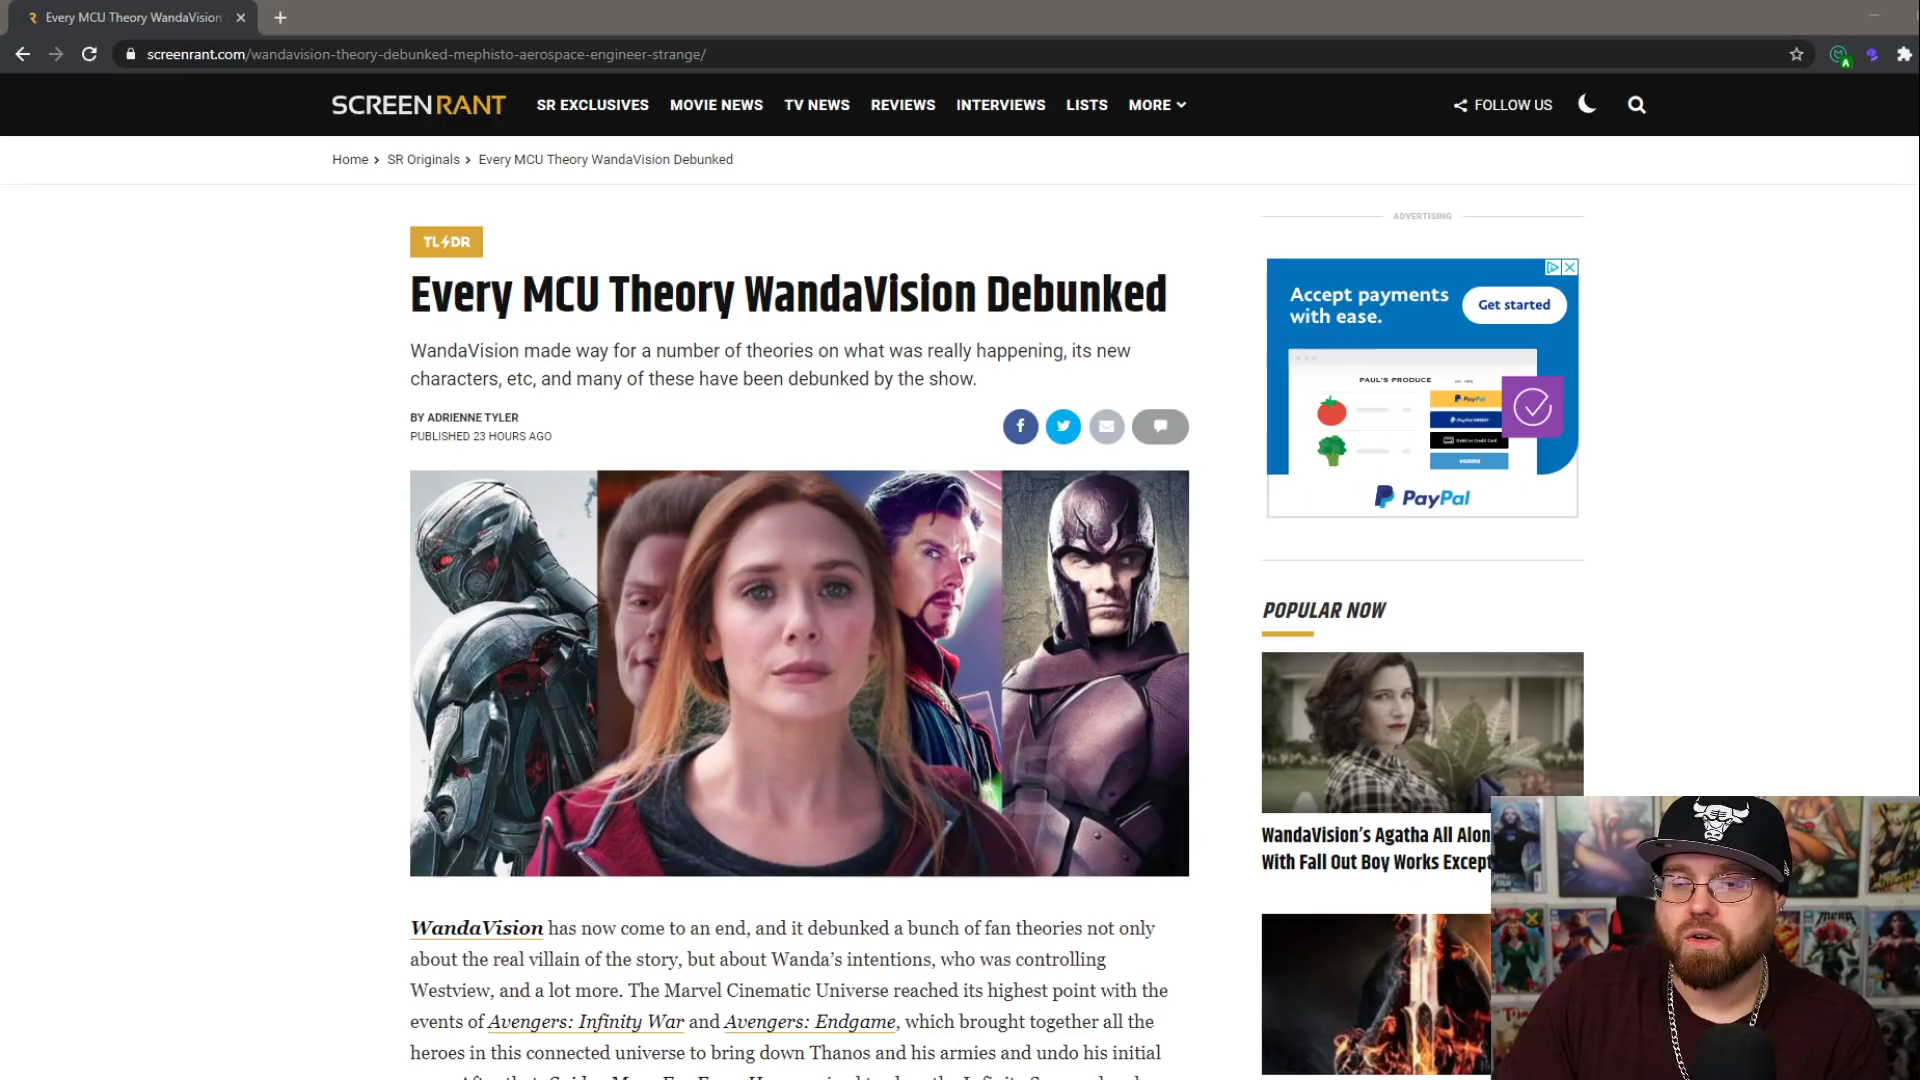 Every MCU Theory WandaVision
screenrant.com/wandavision-theory-debunked-mephisto-aerospace-engineer-strange/
SCREENRANT
SR EXCLUSIVES MOVIE NEWS TV NEWS REVIEWS INTERVIEWS LISTS MORE
FOLLOW US
Home > SR Originals > Every MCU Theory WandaVision Debunked
TL DR
Every MCU Theory WandaVision Debunked
WandaVision made way for a number of theories on what was really happening, its new
characters, etc, and many of these have been debunked by the show.
BY ADRIENNE TYLER
PUBLISHED 23 HOURS AGO
WandaVision has now come to an end, and it debunked a bunch of fan theories not only
about the real villain of the story, but about Wanda's intentions, who was controlling
Westview, and a lot more. The Marvel Cinematic Universe reached its highest point with the
events of Avengers: Infinity War and Avengers: Endgame, which brought together all the
heroes in this connected universe to bring down Thanos and his armies and undo his initial
ADVERTISING
Accept payments
with ease.
Get started
PAUL'S PRODUCE
PayPal
Debit or Credit Card
PayPal
POPULAR NOW
WandaVision's Agatha All Alon
With Fall Out Boy Works Except